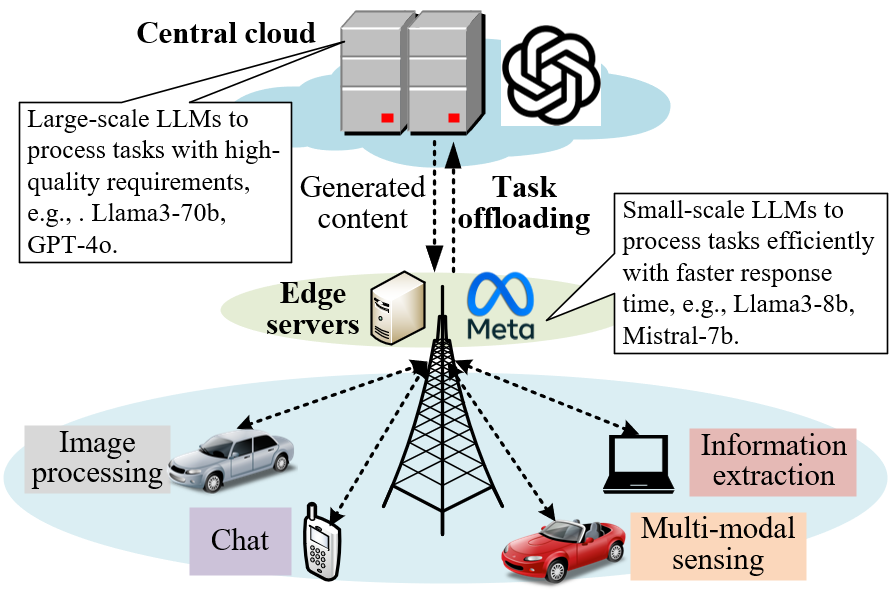 Central cloud
Large-scale LLMs to
process tasks with high-
quality requirements,
e.g., . Llama3-70b,
GPT-4o.
Generated
content
Task
offloading
Small-scale LLMs to
process tasks efficiently
with faster response
time, e.g., Llama3-8b,
Mistral-7b.
Edge
servers
Meta
Image
processing
Information
extraction
Chat
Multi-modal
sensing